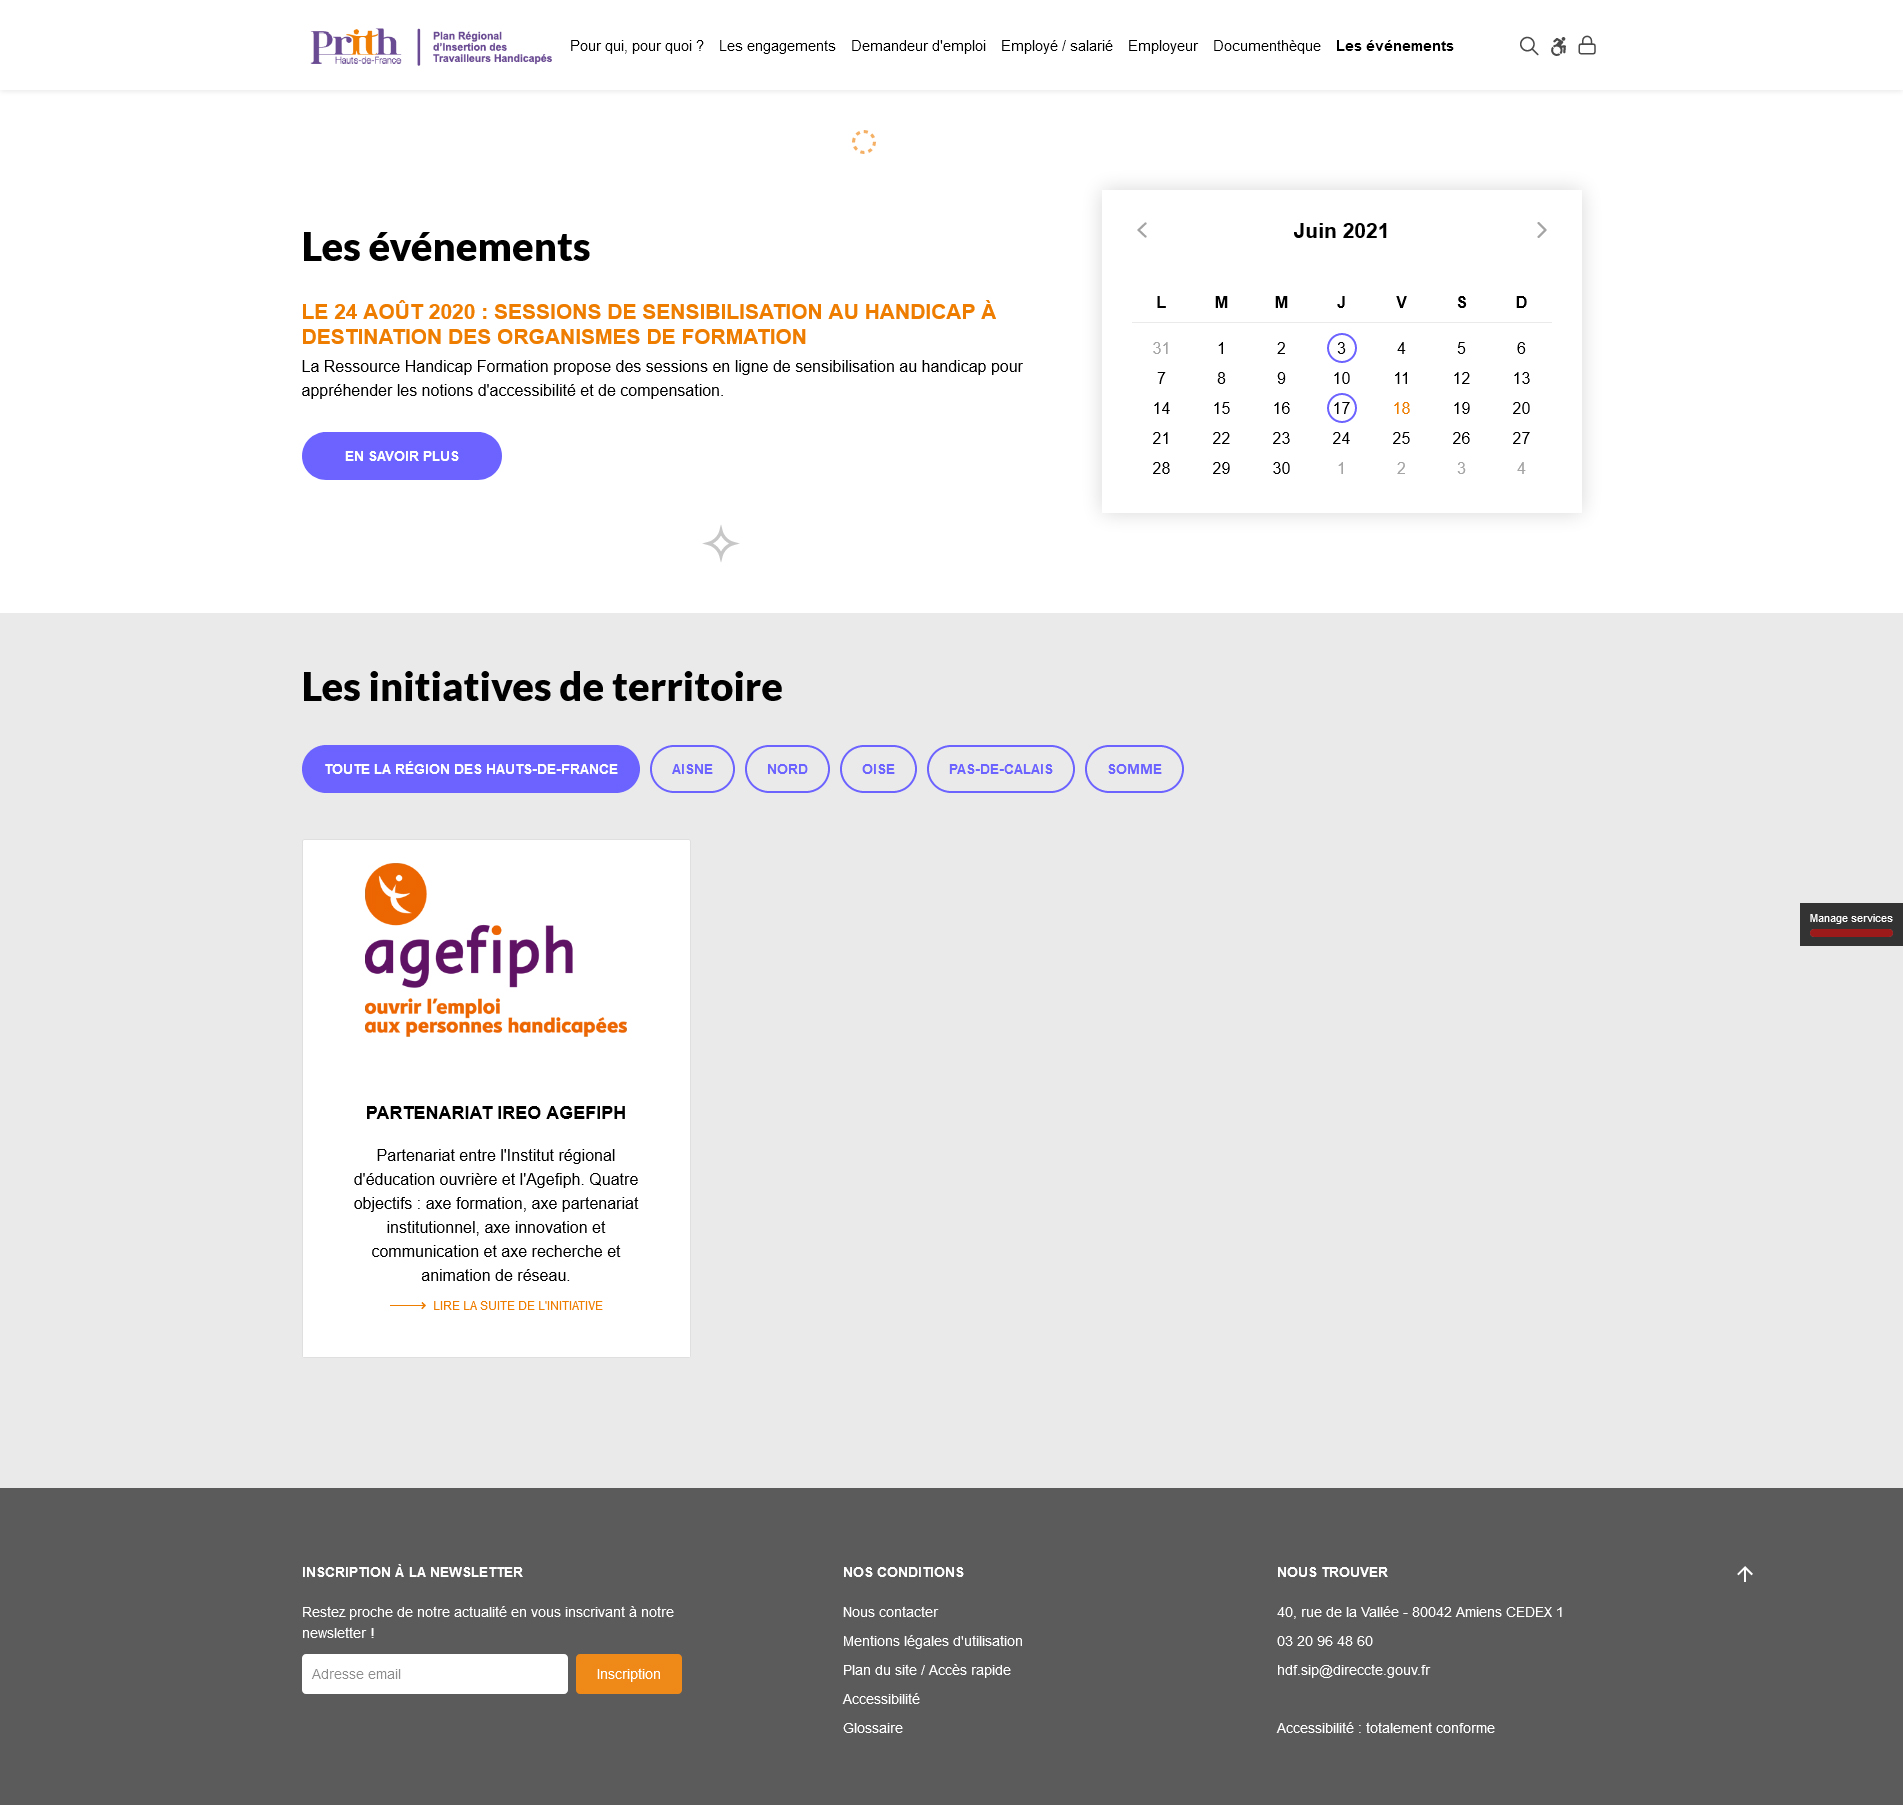 Prith
Hauts-de-France
Plan Régional
d'Insertion des
Travailleurs Handicapés
Pour qui, pour quoi ?
Les engagements
Demandeur d'emploi
Employé / salarié
Employeur
Documenthèque
Les événements
Les événements
LE 24 AOÛT 2020 : SESSIONS DE SENSIBILISATION AU HANDICAP À
DESTINATION DES ORGANISMES DE FORMATION
La Ressource Handicap Formation propose des sessions en ligne de sensibilisation au handicap pour
appréhender les notions d'accessibilité et de compensation.
EN SAVOIR PLUS
Juin 2021
L M M J V S D
31 1 2 3 4 5 6
7 8 9 10 11 12 13
14 15 16 17 18 19 20
21 22 23 24 25 26 27
28 29 30 1 2 3 4
Les initiatives de territoire
TOUTE LA RÉGION DES HAUTS-DE-FRANCE
AISNE
NORD
OISE
PAS-DE-CALAIS
SOMME
agefiph
ouvrir l'emploi
aux personnes handicapées
PARTENARIAT IREO AGEFIPH
Partenariat entre l'Institut régional
d'éducation ouvrière et l'Agefiph. Quatre
objectifs : axe formation, axe partenariat
institutionnel, axe innovation et
communication et axe recherche et
animation de réseau.
LIRE LA SUITE DE L'INITIATIVE
Manage services
INSCRIPTION À LA NEWSLETTER
Restez proche de notre actualité en vous inscrivant à notre
newsletter !
Adresse email
Inscription
NOS CONDITIONS
Nous contacter
Mentions légales d'utilisation
Plan du site / Accès rapide
Accessibilité
Glossaire
NOUS TROUVER
40, rue de la Vallée - 80042 Amiens CEDEX 1
03 20 96 48 60
hdf.sip@direccte.gouv.fr
Accessibilité : totalement conforme